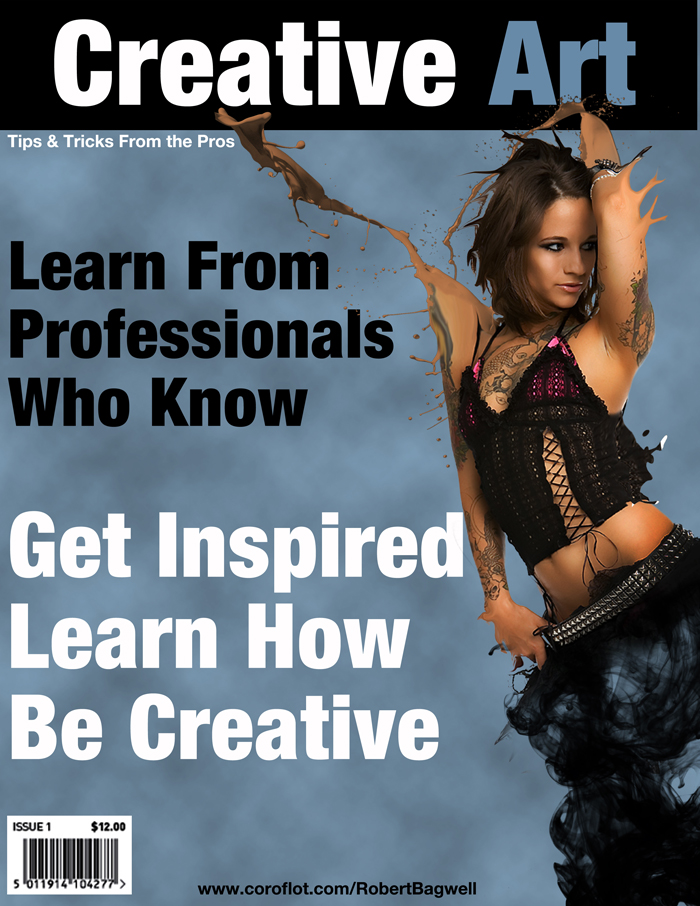 Creative Art
Tips & Tricks From the Pros
Learn From
Professionals
Who Know
Get Inspired
Learn How
Be Creative
ISSUE 1 $12.00
5 011914 104277 >
www.coroflot.com/RobertBagwell